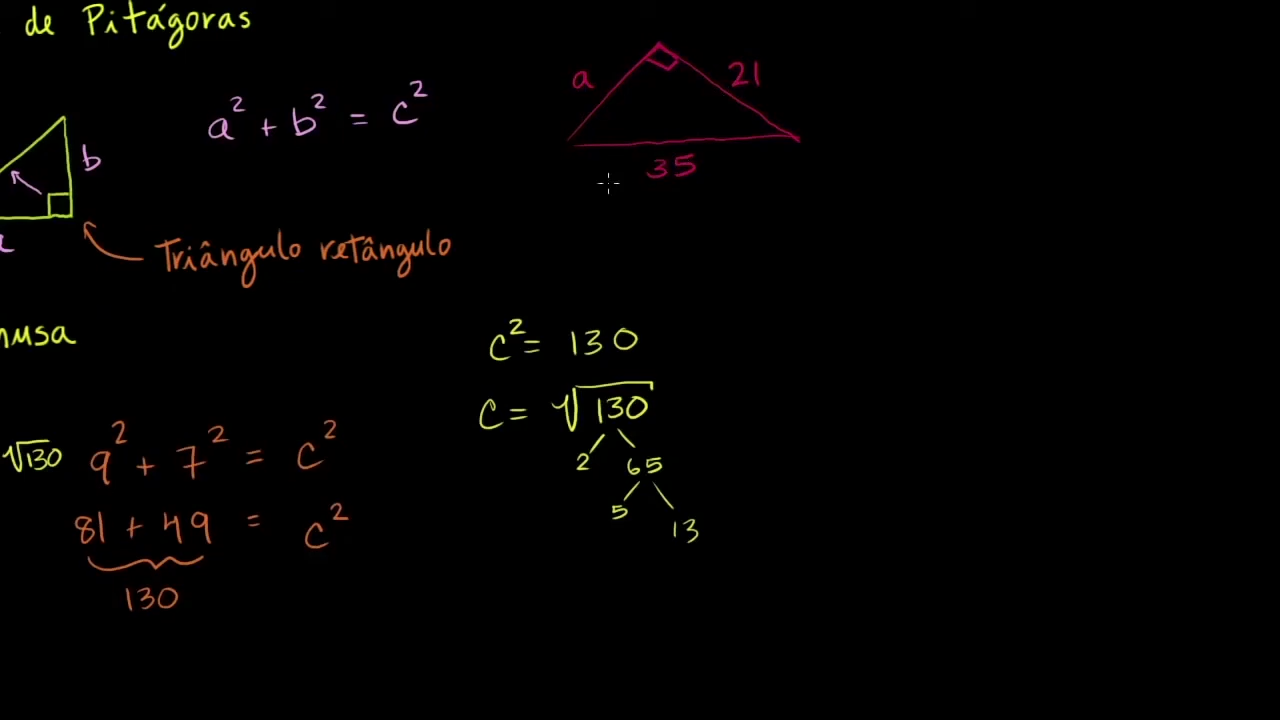 de Pitágoras
a² + b² = c²
b
a
21
35
Triângulo retângulo
c² = 130
c = √130
2 65
5 13
√130
9² + 7² = c²
81 + 49 = c²
130